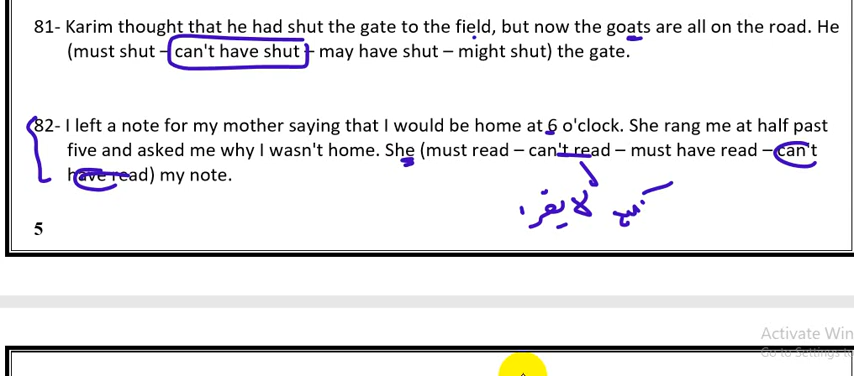 81- Karim thought that he had shut the gate to the field, but now the goats are all on the road. He
(must shut – can't have shut – may have shut – might shut) the gate.
82- I left a note for my mother saying that I would be home at 6 o'clock. She rang me at half past
five and asked me why I wasn't home. She (must read – can't read – must have read – can't
have read) my note.
لا يقرأ
5
Activate Win
Go to Settings to